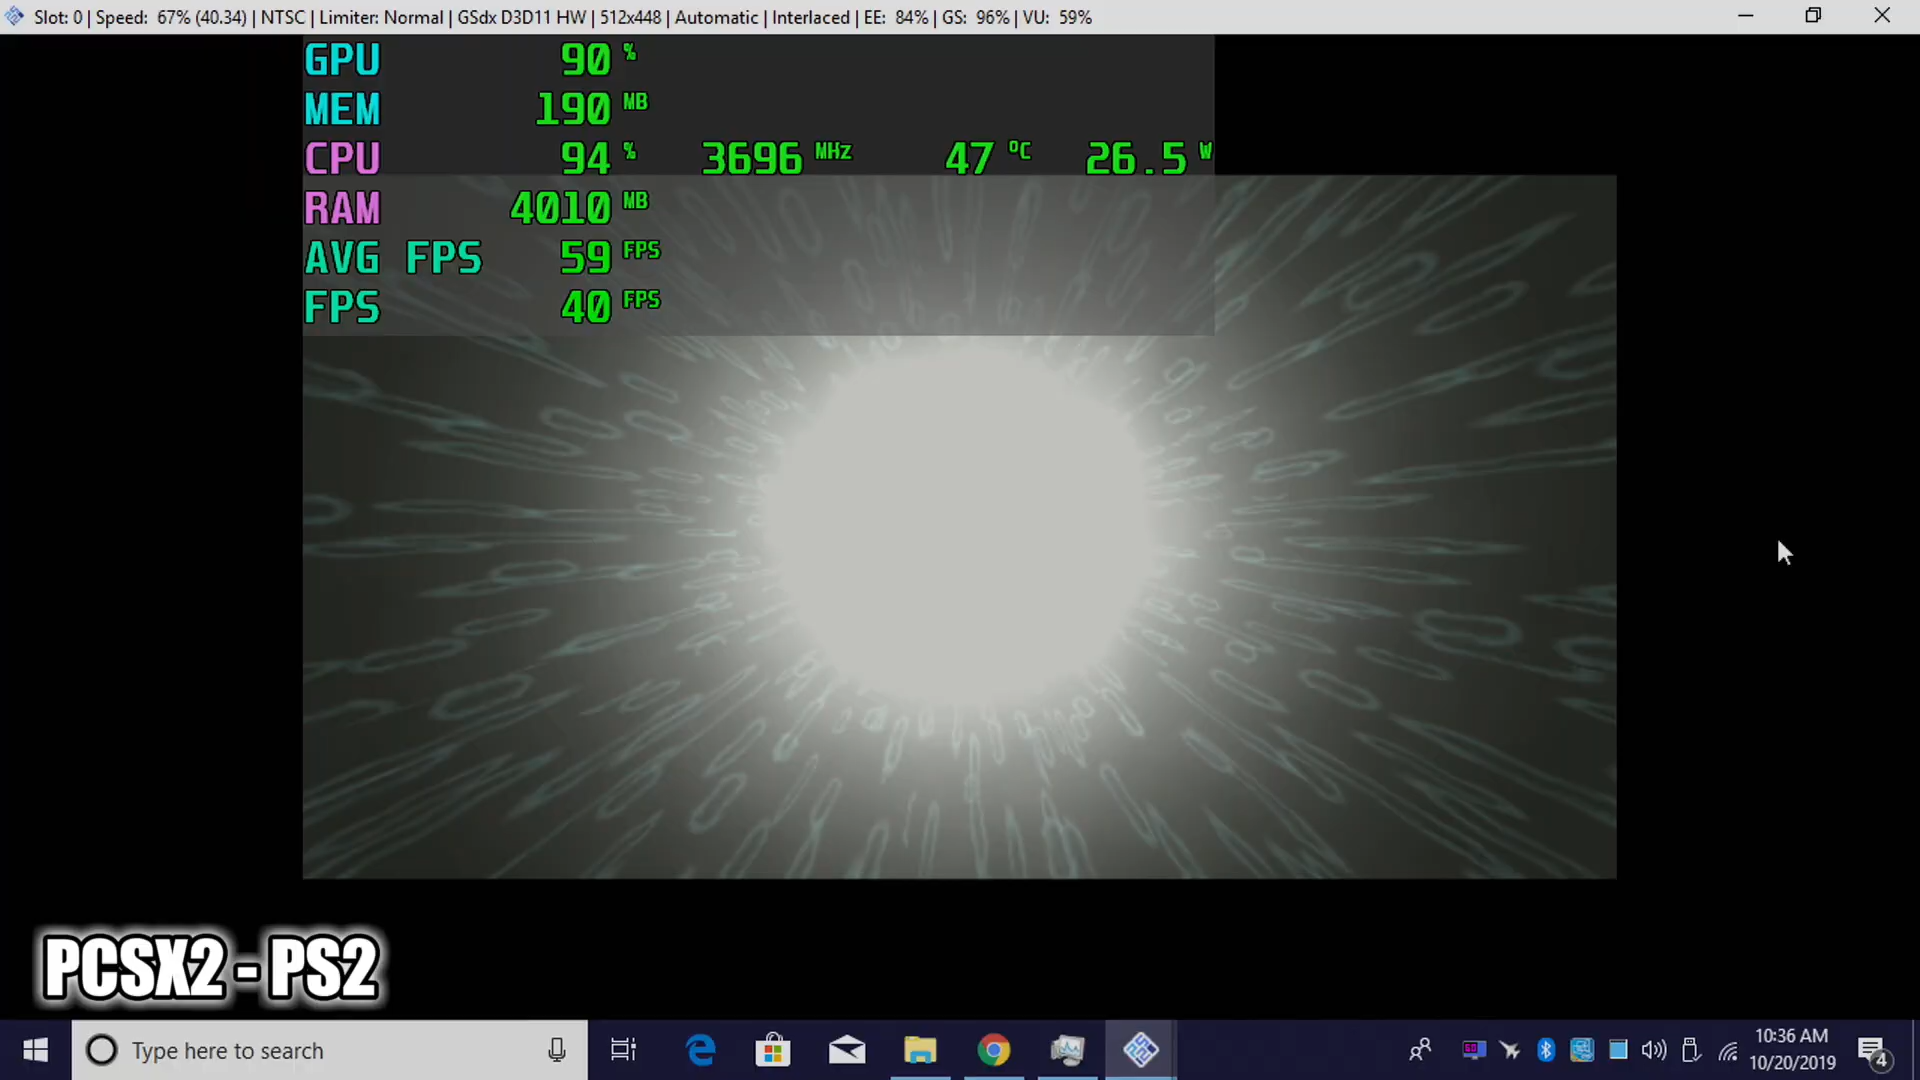 Slot: 0 | Speed: 67% (40.34) | NTSC | Limiter: Normal | GSdx D3D11 HW | 512x448 | Automatic | Interlaced | EE: 84% | GS: 96% | VU: 59%
GPU 90 %
MEM 190 MB
CPU 94 % 3696 MHz 47 °C 26.5 W
RAM 4010 MB
AVG FPS 59 FPS
FPS 40 FPS
PCSX2 - PS2
Type here to search
10:36 AM
10/20/2019
4